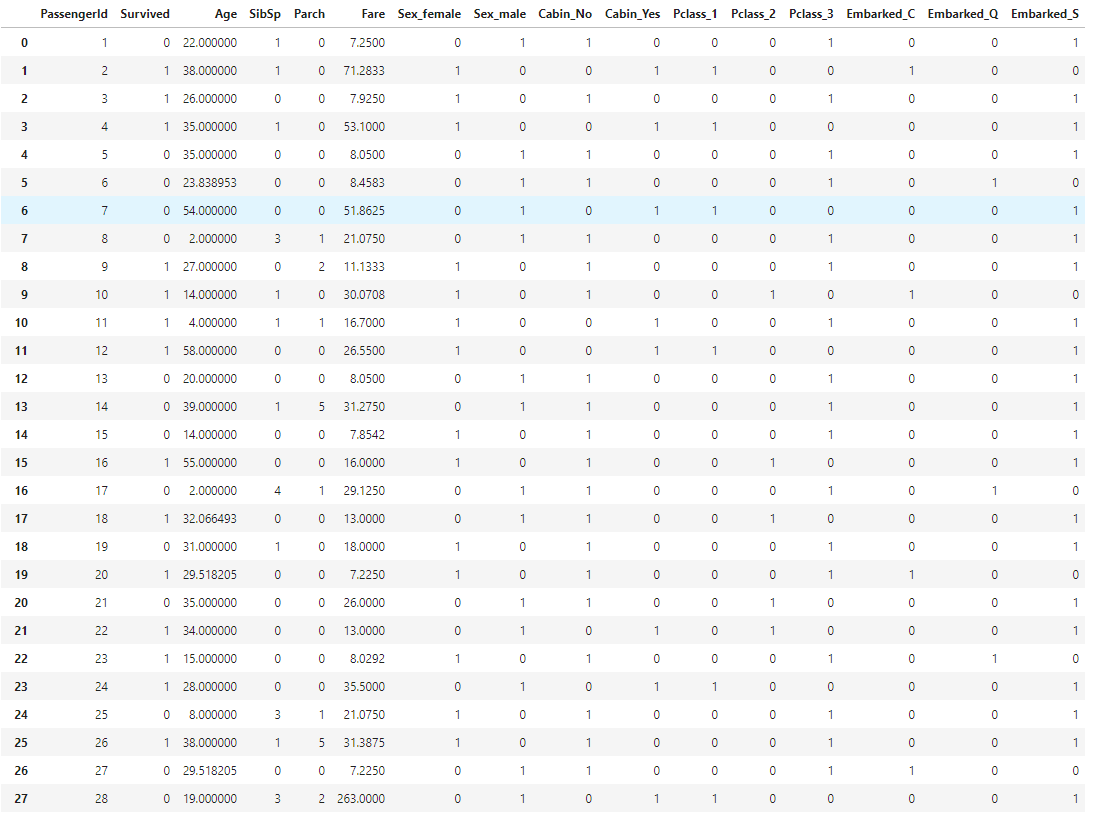 PassengerId Survived Age SibSp Parch Fare Sex_female Sex_male Cabin_No Cabin_Yes Pclass_1 Pclass_2 Pclass_3 Embarked_C Embarked_Q Embarked_S
0 1 0 22.000000 1 0 7.2500 0 1 1 0 0 0 1 0 0 1
1 2 1 38.000000 1 0 71.2833 1 0 0 1 1 0 0 1 0 0
2 3 1 26.000000 0 0 7.9250 1 0 1 0 0 0 1 0 0 1
3 4 1 35.000000 1 0 53.1000 1 0 0 1 1 0 0 0 0 1
4 5 0 35.000000 0 0 8.0500 0 1 1 0 0 0 1 0 0 1
5 6 0 23.838953 0 0 8.4583 0 1 1 0 0 0 1 0 1 0
6 7 0 54.000000 0 0 51.8625 0 1 0 1 1 0 0 0 0 1
7 8 0 2.000000 3 1 21.0750 0 1 1 0 0 0 1 0 0 1
8 9 1 27.000000 0 2 11.1333 1 0 1 0 0 0 1 0 0 1
9 10 1 14.000000 1 0 30.0708 1 0 1 0 0 1 0 1 0 0
10 11 1 4.000000 1 1 16.7000 1 0 0 1 0 0 1 0 0 1
11 12 1 58.000000 0 0 26.5500 1 0 0 1 1 0 0 0 0 1
12 13 0 20.000000 0 0 8.0500 0 1 1 0 0 0 1 0 0 1
13 14 0 39.000000 1 5 31.2750 0 1 1 0 0 0 1 0 0 1
14 15 0 14.000000 0 0 7.8542 1 0 1 0 0 0 1 0 0 1
15 16 1 55.000000 0 0 16.0000 1 0 1 0 0 1 0 0 0 1
16 17 0 2.000000 4 1 29.1250 0 1 1 0 0 0 1 0 1 0
17 18 1 32.066493 0 0 13.0000 0 1 1 0 0 1 0 0 0 1
18 19 0 31.000000 1 0 18.0000 1 0 1 0 0 0 1 0 0 1
19 20 1 29.518205 0 0 7.2250 1 0 1 0 0 0 1 1 0 0
20 21 0 35.000000 0 0 26.0000 0 1 1 0 0 1 0 0 0 1
21 22 1 34.000000 0 0 13.0000 0 1 0 1 0 1 0 0 0 1
22 23 1 15.000000 0 0 8.0292 1 0 1 0 0 0 1 0 1 0
23 24 1 28.000000 0 0 35.5000 0 1 0 1 1 0 0 0 0 1
24 25 0 8.000000 3 1 21.0750 1 0 1 0 0 0 1 0 0 1
25 26 1 38.000000 1 5 31.3875 1 0 1 0 0 0 1 0 0 1
26 27 0 29.518205 0 0 7.2250 0 1 1 0 0 0 1 1 0 0
27 28 0 19.000000 3 2 263.0000 0 1 0 1 1 0 0 0 0 1